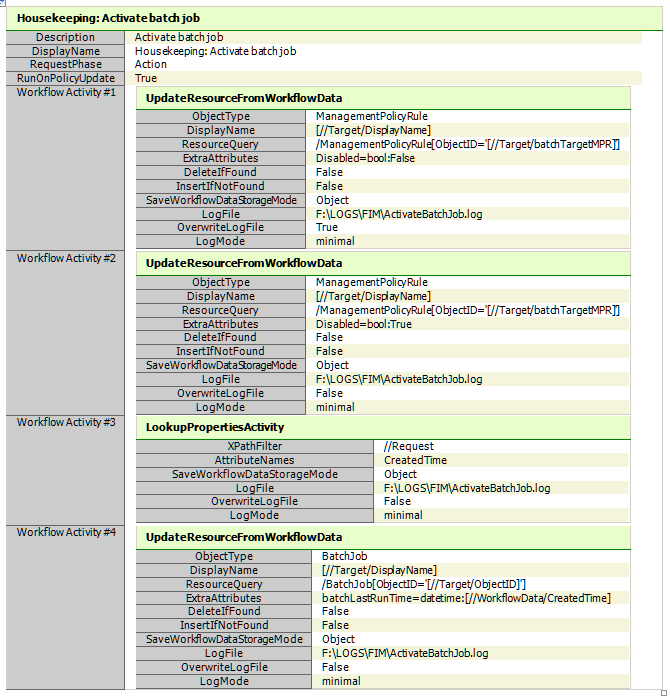 Housekeeping: Activate batch job
Description Activate batch job
DisplayName Housekeeping: Activate batch job
RequestPhase Action
RunOnPolicyUpdate True
Workflow Activity #1 UpdateResourceFromWorkflowData
ObjectType ManagementPolicyRule
DisplayName [//Target/DisplayName]
ResourceQuery /ManagementPolicyRule[ObjectID='[//Target/batchTargetMPR]']
ExtraAttributes Disabled=bool:False
DeleteIfFound False
InsertIfNotFound False
SaveWorkflowDataStorageMode Object
LogFile F:\LOGS\FIM\ActivateBatchJob.log
OverwriteLogFile True
LogMode minimal
Workflow Activity #2 UpdateResourceFromWorkflowData
ObjectType ManagementPolicyRule
DisplayName [//Target/DisplayName]
ResourceQuery /ManagementPolicyRule[ObjectID='[//Target/batchTargetMPR]']
ExtraAttributes Disabled=bool:True
DeleteIfFound False
InsertIfNotFound False
SaveWorkflowDataStorageMode Object
LogFile F:\LOGS\FIM\ActivateBatchJob.log
OverwriteLogFile False
LogMode minimal
Workflow Activity #3 LookupPropertiesActivity
XPathFilter //Request
AttributeNames CreatedTime
SaveWorkflowDataStorageMode Object
LogFile F:\LOGS\FIM\ActivateBatchJob.log
OverwriteLogFile False
LogMode minimal
Workflow Activity #4 UpdateResourceFromWorkflowData
ObjectType BatchJob
DisplayName [//Target/DisplayName]
ResourceQuery /BatchJob[ObjectID='[//Target/ObjectID]']
ExtraAttributes batchLastRunTime=datetime:[//WorkflowData/CreatedTime]
DeleteIfFound False
InsertIfNotFound False
SaveWorkflowDataStorageMode Object
LogFile F:\LOGS\FIM\ActivateBatchJob.log
OverwriteLogFile False
LogMode minimal